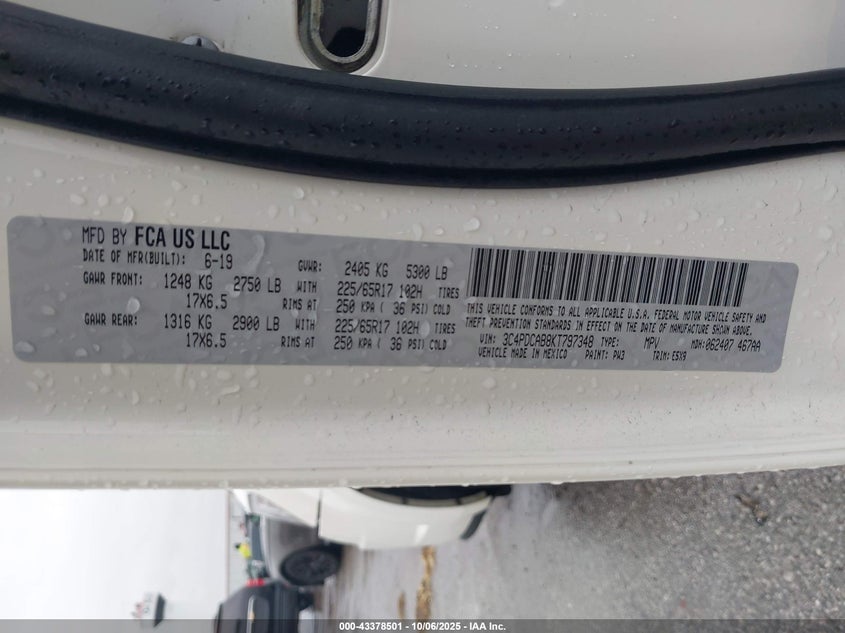 MFD BY FCA US LLC
DATE OF MFR(BUILT): 6-19 GVWR: 2405 KG 5300 LB
GAWR FRONT: 1248 KG 2750 LB WITH 225/65R17 102H TIRES
17X6.5 RIMS AT 250 KPA ( 36 PSI) COLD
GAWR REAR: 1316 KG 2900 LB WITH 225/65R17 102H TIRES
17X6.5 RIMS AT 250 KPA ( 36 PSI) COLD
THIS VEHICLE CONFORMS TO ALL APPLICABLE U.S.A. FEDERAL MOTOR VEHICLE SAFETY AND
THEFT PREVENTION STANDARDS IN EFFECT ON THE DATE OF MANUFACTURE SHOWN ABOVE.
VIN: 3C4PDCAB8KT797348 TYPE: MPV MDH: 062407 467AA
VEHICLE MADE IN MEXICO PAINT: PW3 TRIM: E5X9
000-43378501 - 10/06/2025 - IAA Inc.